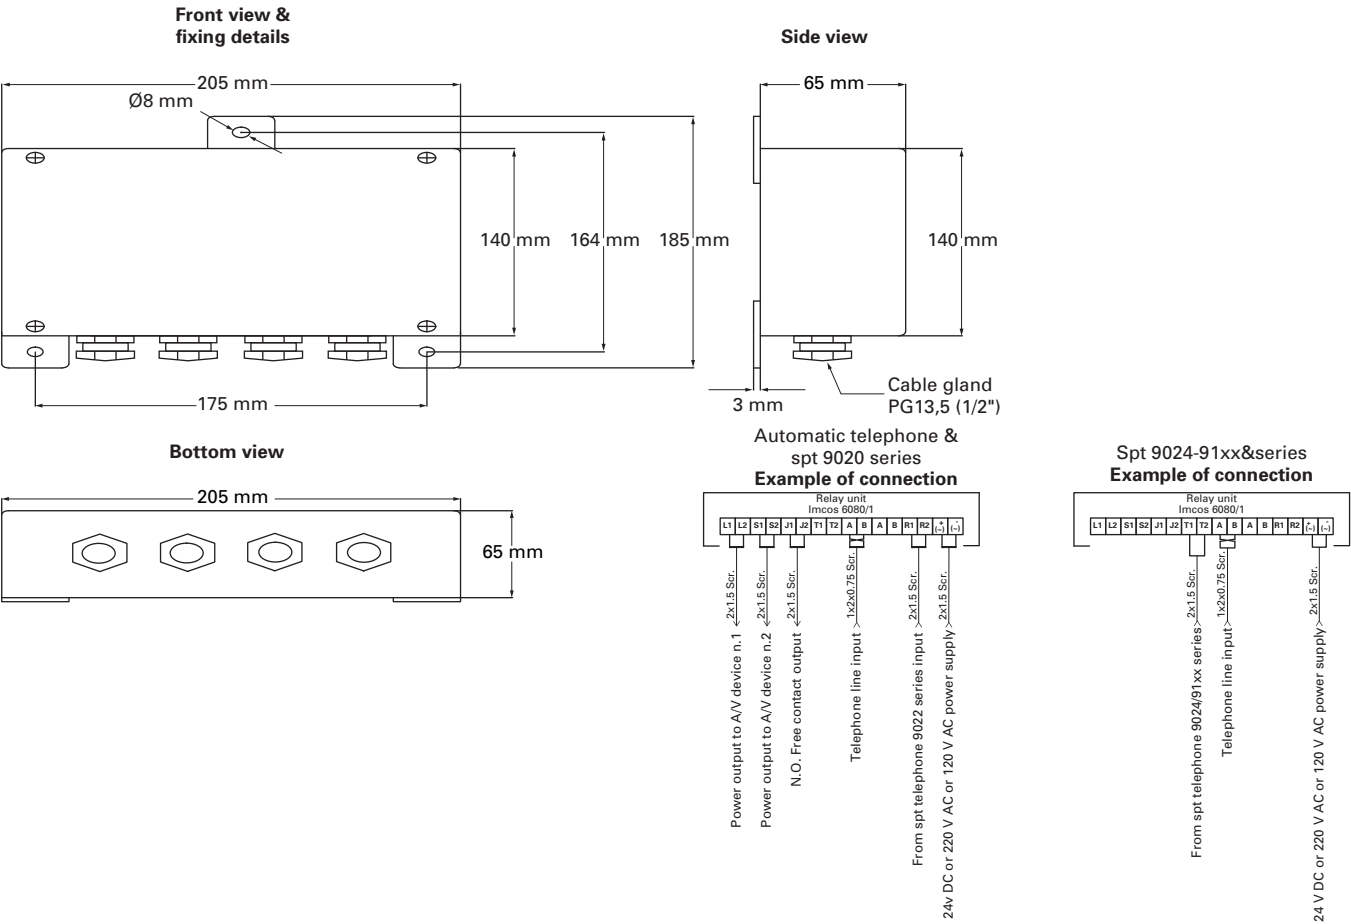 Front view &
fixing details
205 mm
Ø8 mm
140 mm
164 mm
185 mm
175 mm
Side view
65 mm
140 mm
3 mm
Cable gland
PG13,5 (1/2")
Bottom view
205 mm
65 mm
Automatic telephone &
spt 9020 series
Example of connection
Relay unit
Imcos 6080/1
L1 L2 S1 S2 J1 J2 T1 T2 A B A B R1 R2 + (~) - (~)
2x1.5 Scr.
2x1.5 Scr.
2x1.5 Scr.
1x2x0.75 Scr.
2x1.5 Scr.
2x1.5 Scr.
Power output to A/V device n.1
Power output to A/V device n.2
N.O. Free contact output
Telephone line input
From spt telephone 9022 series input
24v DC or 220 V AC or 120 V AC power supply
Spt 9024-91xx&series
Example of connection
Relay unit
Imcos 6080/1
L1 L2 S1 S2 J1 J2 T1 T2 A B A B R1 R2 + (~) - (~)
2x1.5 Scr.
1x2x0.75 Scr.
2x1.5 Scr.
From spt telephone 9024/91xx series
Telephone line input
24 V DC or 220 V AC or 120 V AC power supply